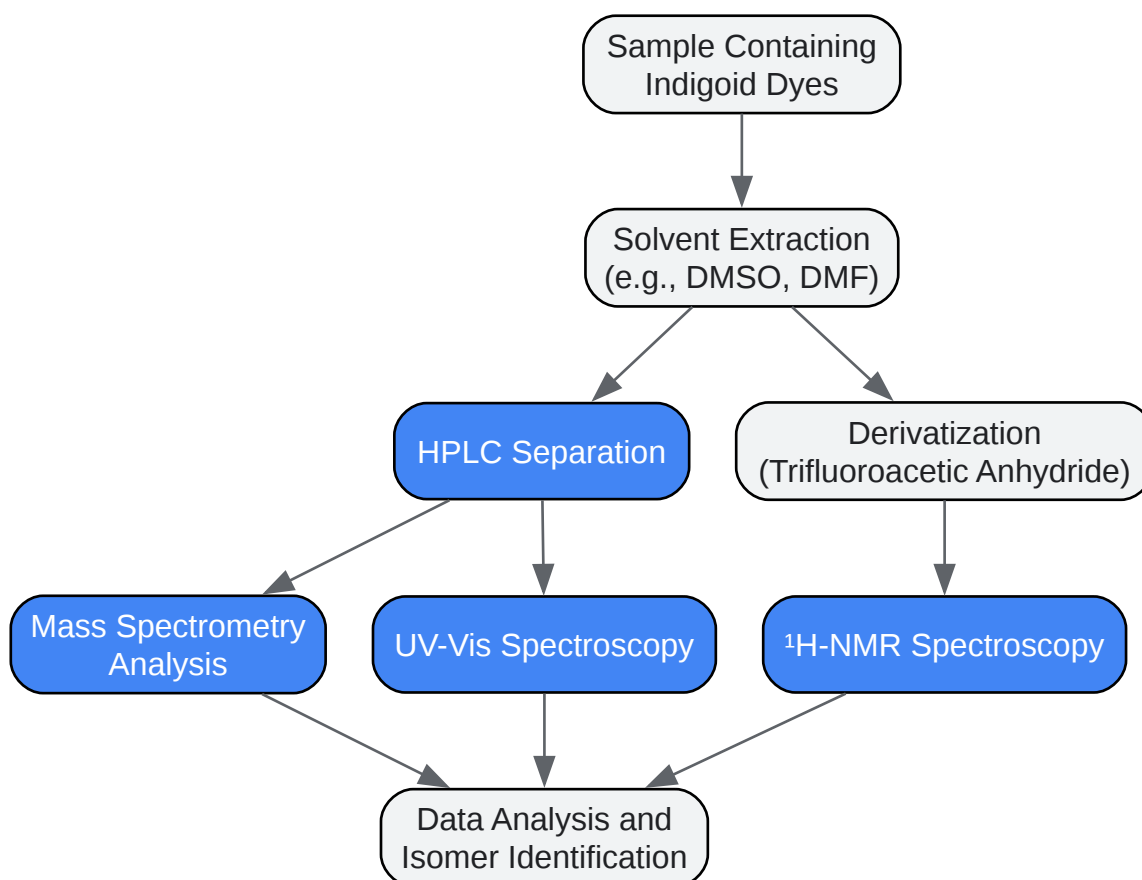 Sample Containing
Indigoid Dyes
Solvent Extraction
(e.g., DMSO, DMF)
HPLC Separation
Derivatization
(Trifluoroacetic Anhydride)
Mass Spectrometry
Analysis
UV-Vis Spectroscopy
¹H-NMR Spectroscopy
Data Analysis and
Isomer Identification